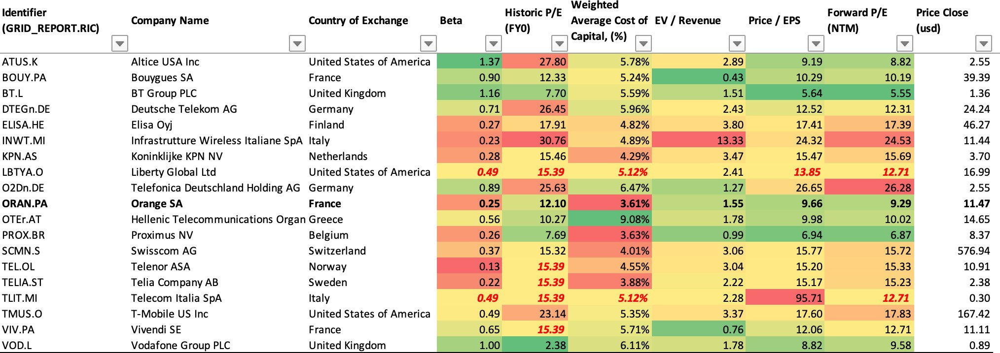 Identifier (GRID_REPORT.RIC) Company Name Country of Exchange Beta Historic P/E (FY0) Weighted Average Cost of Capital, (%) EV / Revenue Price / EPS Forward P/E (NTM) Price Close (usd)
ATUS.K Altice USA Inc United States of America 1.37 27.80 5.78% 2.89 9.19 8.82 2.55
BOUY.PA Bouygues SA France 0.90 12.33 5.24% 0.43 10.29 10.19 39.39
BT.L BT Group PLC United Kingdom 1.16 7.70 5.59% 1.51 5.64 5.55 1.36
DTEGn.DE Deutsche Telekom AG Germany 0.71 26.45 5.96% 2.43 12.52 12.31 24.24
ELISA.HE Elisa Oyj Finland 0.27 17.91 4.82% 3.80 17.41 17.39 46.27
INWT.MI Infrastrutture Wireless Italiane SpA Italy 0.23 30.76 4.89% 13.33 24.32 24.53 11.44
KPN.AS Koninklijke KPN NV Netherlands 0.28 15.46 4.29% 3.47 15.47 15.69 3.70
LBTYA.O Liberty Global Ltd United States of America 0.49 15.39 5.12% 2.41 13.85 12.71 16.99
O2Dn.DE Telefonica Deutschland Holding AG Germany 0.89 25.63 6.47% 1.27 26.65 26.28 2.55
ORAN.PA Orange SA France 0.25 12.10 3.61% 1.55 9.66 9.29 11.47
OTEr.AT Hellenic Telecommunications Organ Greece 0.56 10.27 9.08% 1.78 9.98 10.02 14.65
PROX.BR Proximus NV Belgium 0.26 7.69 3.63% 0.99 6.94 6.87 8.37
SCMN.S Swisscom AG Switzerland 0.37 15.32 4.01% 3.06 15.77 15.72 576.94
TEL.OL Telenor ASA Norway 0.13 15.39 4.55% 3.04 15.20 15.33 10.91
TELIA.ST Telia Company AB Sweden 0.22 15.39 3.88% 2.22 15.17 15.23 2.38
TLIT.MI Telecom Italia SpA Italy 0.49 15.39 5.12% 2.28 95.71 12.71 0.30
TMUS.O T-Mobile US Inc United States of America 0.49 23.14 5.35% 3.37 17.60 17.83 167.42
VIV.PA Vivendi SE France 0.65 15.39 5.71% 0.76 12.06 12.71 11.11
VOD.L Vodafone Group PLC United Kingdom 1.00 2.38 6.11% 1.78 8.82 9.58 0.89